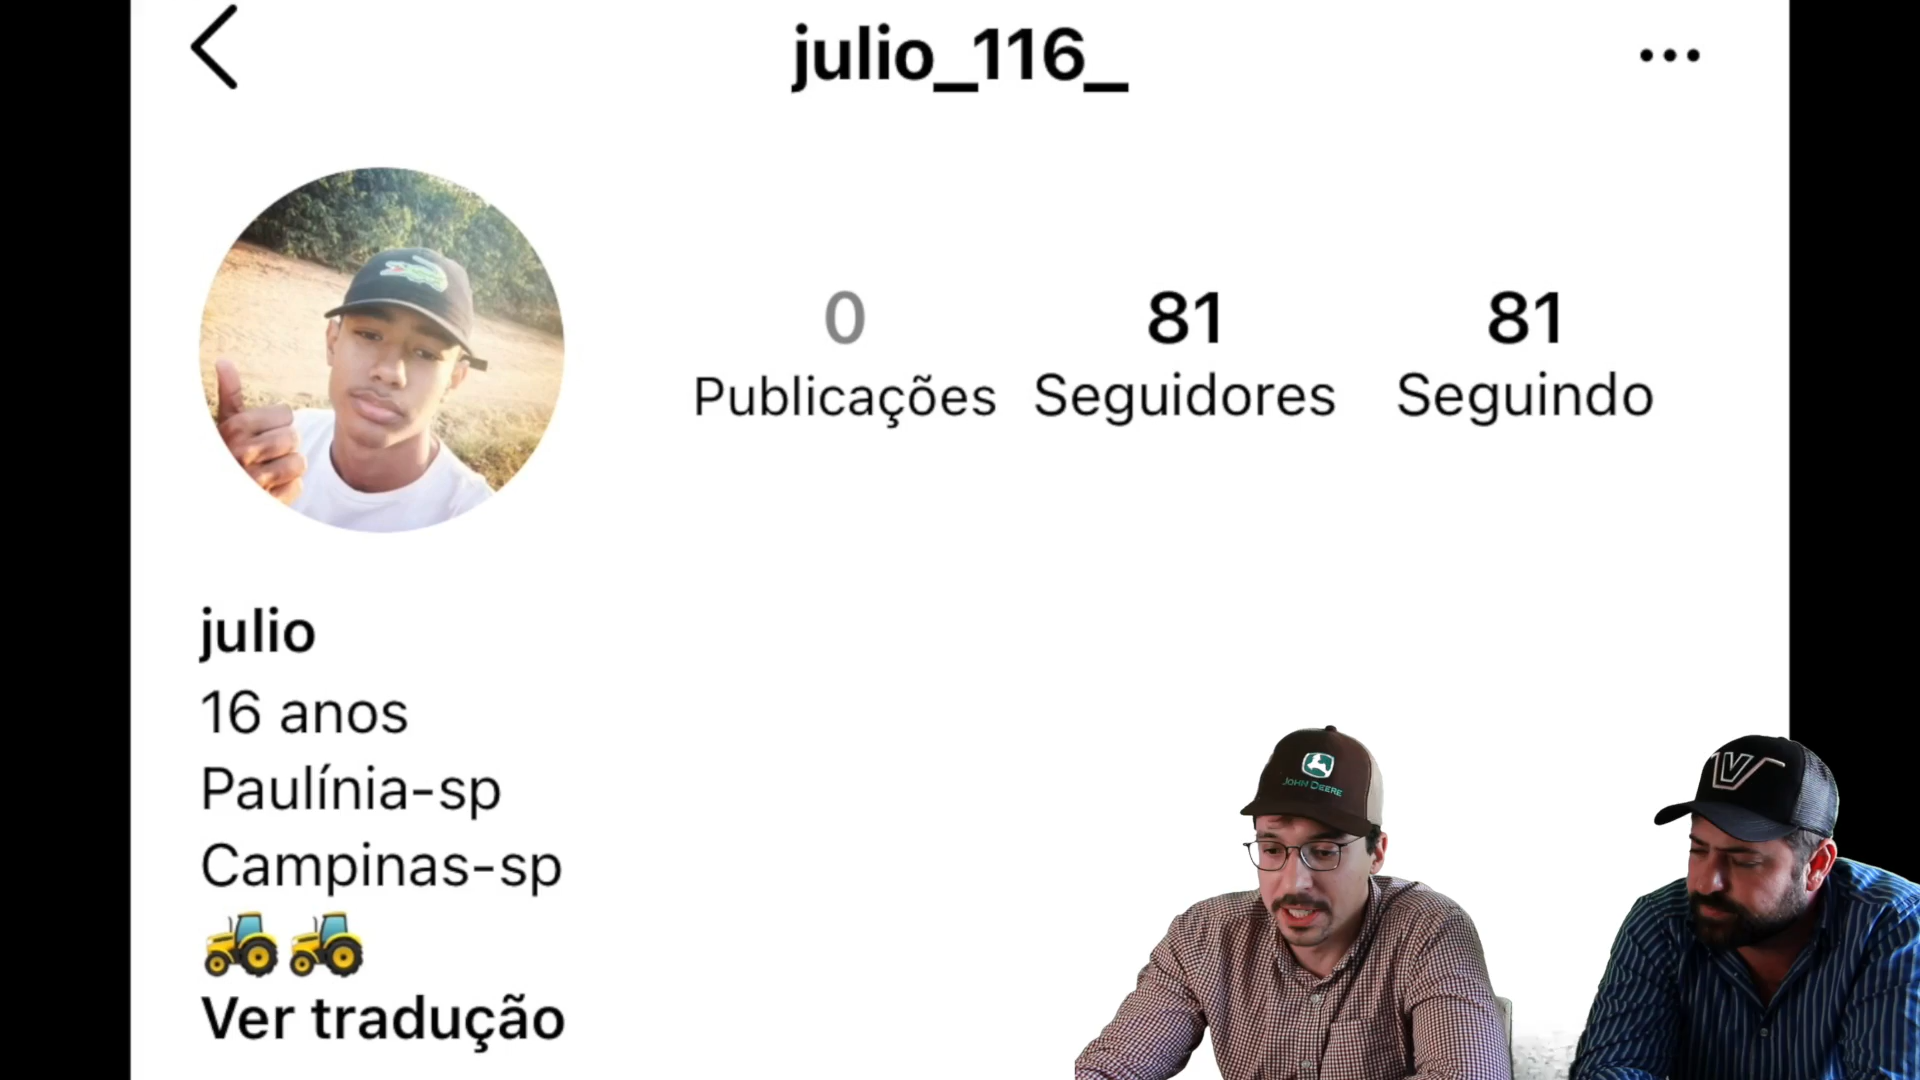 julio_116_
0 81 81
Publicações Seguidores Seguindo
julio
16 anos
Paulínia-sp
Campinas-sp
Ver tradução
JOHN DEERE